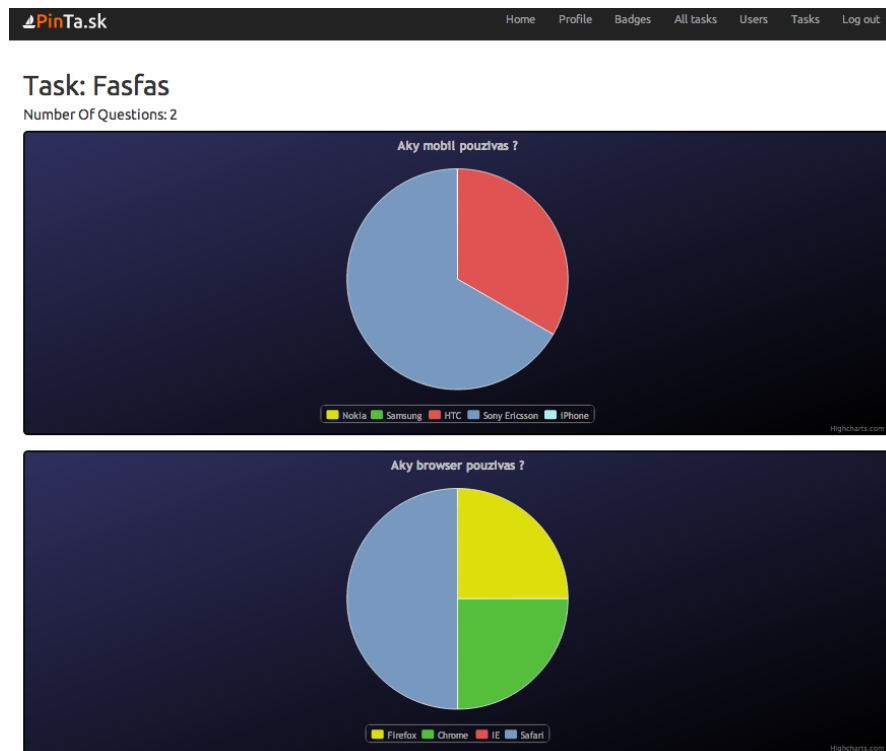 PinTa.sk Home Profile Badges All tasks Users Tasks Log out
Task: Fasfas
Number Of Questions: 2
Aky mobil pouzivas ?
Nokia Samsung HTC Sony Ericsson iPhone
Highcharts.com
Aky browser pouzivas ?
Firefox Chrome IE Safari
Highcharts.com